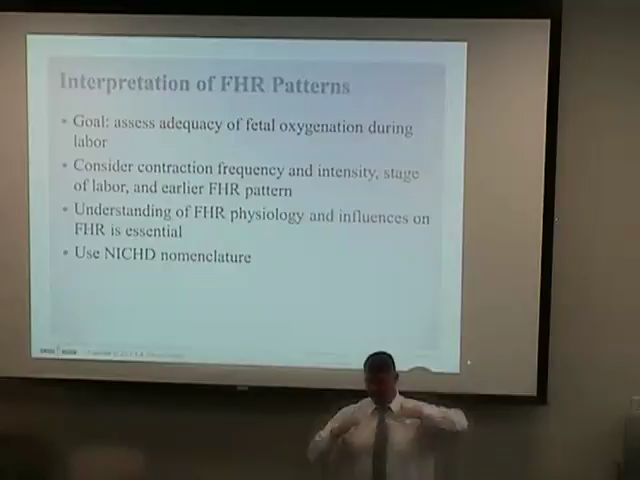 Interpretation of FHR Patterns
• Goal: assess adequacy of fetal oxygenation during
labor
• Consider contraction frequency and intensity, stage
of labor, and earlier FHR pattern
• Understanding of FHR physiology and influences on
FHR is essential
• Use NICHD nomenclature